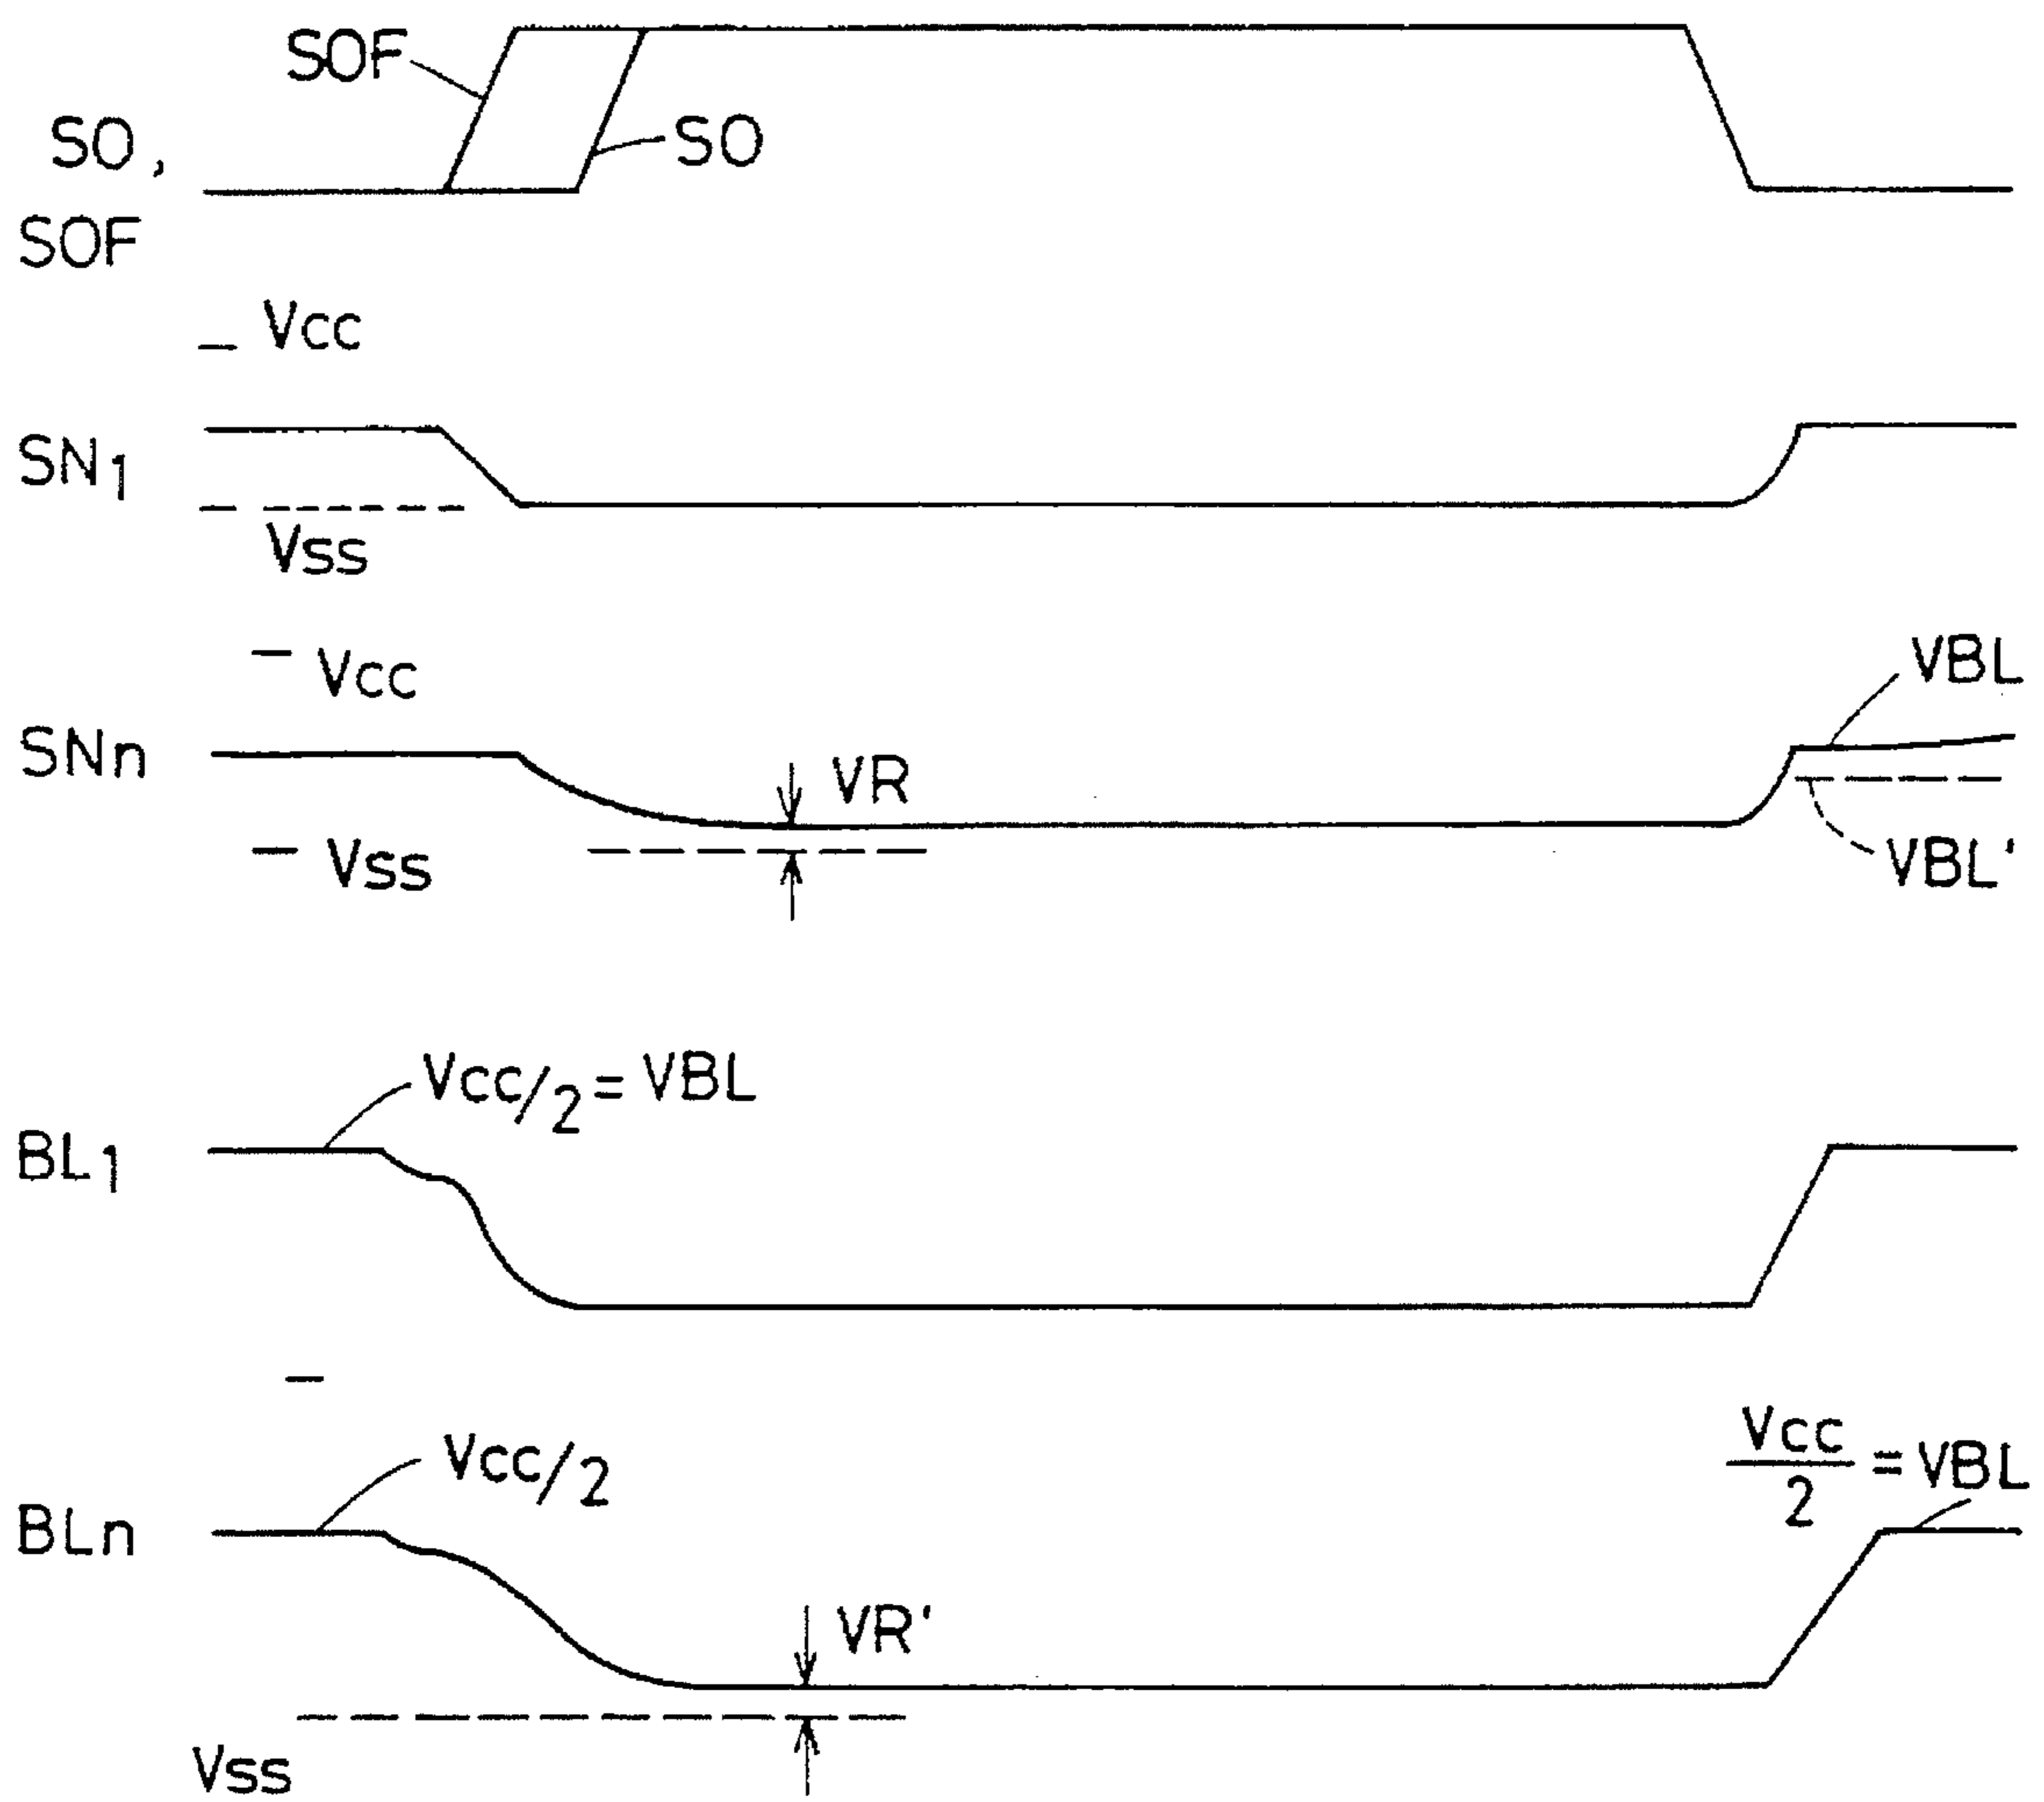 SOF
SO,
SO
SOF
Vcc
SN1
Vss
Vcc
VBL
SNn
VR
Vss
VBL'
Vcc/2=VBL
BL1
Vcc/2
Vcc
2 =VBL
BLn
VR'
Vss